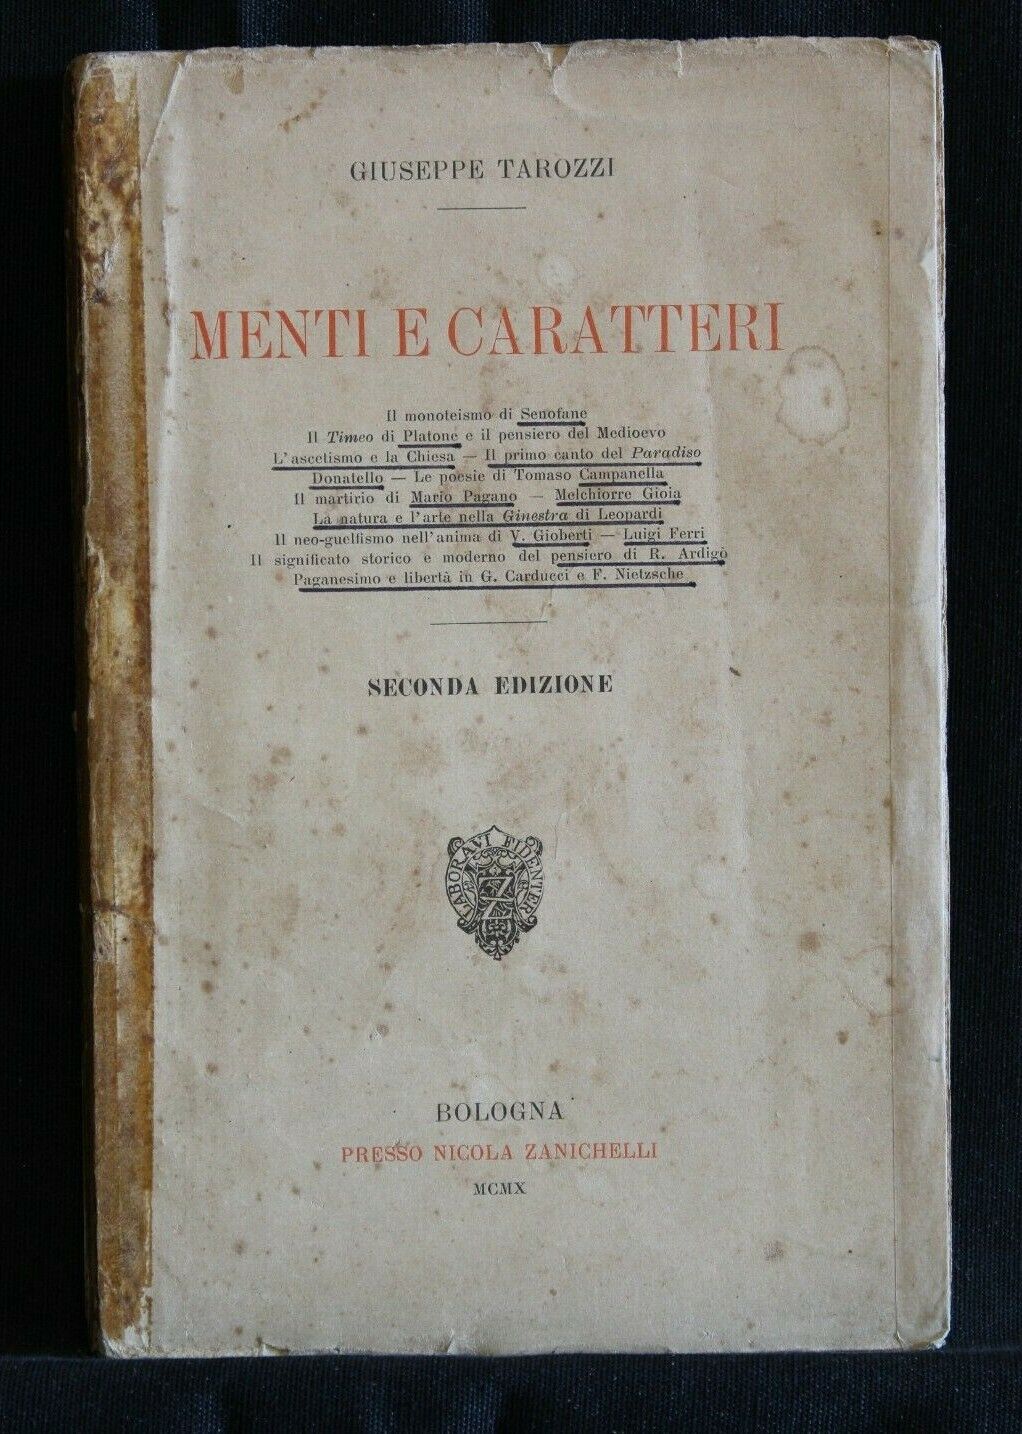 GIUSEPPE TAROZZI
MENTI E CARATTERI
Il monoteismo di Senofane
Il Timeo di Platone e il pensiero del Medioevo
L'ascetismo e la Chiesa — Il primo canto del Paradiso
Donatello — Le poesie di Tomaso Campanella
Il martirio di Mario Pagano — Melchiorre Gioia
La natura e l'arte nella Ginestra di Leopardi
Il neo-guelfismo nell'anima di V. Gioberti — Luigi Ferri
Il significato storico e moderno del pensiero di R. Ardigò
Paganesimo e libertà in G. Carducci e F. Nietzsche
SECONDA EDIZIONE
LABORAVI FIDENTER
NZ
BOLOGNA
PRESSO NICOLA ZANICHELLI
MCMX